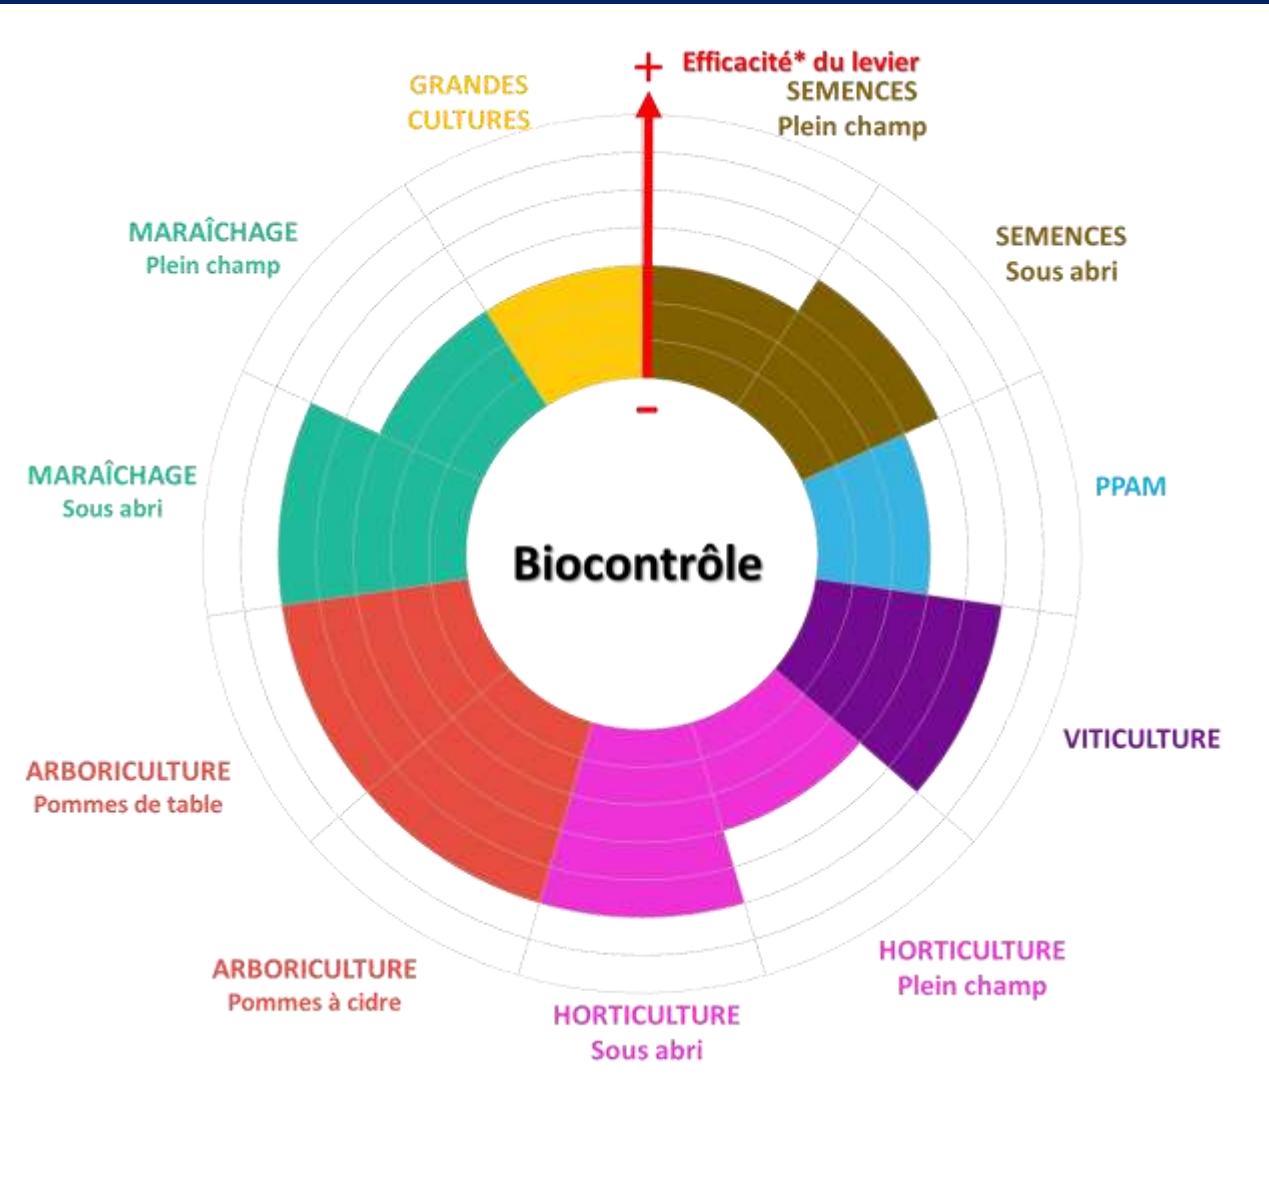 + Efficacité* du levier
GRANDES
CULTURES
SEMENCES
Plein champ
MARAÎCHAGE
Plein champ
SEMENCES
Sous abri
-
MARAÎCHAGE
Sous abri
PPAM
Biocontrôle
VITICULTURE
ARBORICULTURE
Pommes de table
HORTICULTURE
Plein champ
ARBORICULTURE
Pommes à cidre
HORTICULTURE
Sous abri